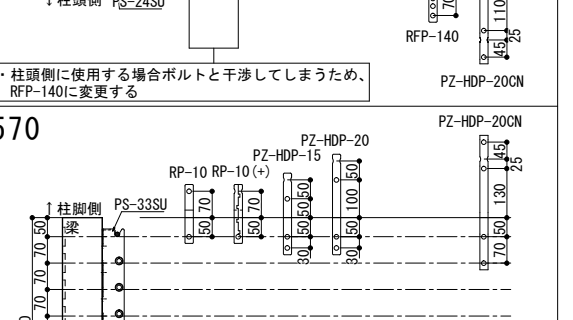 ↑柱頭側 PS-24SU
70
110
45
25
RFP-140
PZ-HDP-20CN
・柱頭側に使用する場合ボルトと干渉してしまうため、
RFP-140に変更する
570
PZ-HDP-20CN
PZ-HDP-20
PZ-HDP-15
RP-10 RP-10(+)
↑柱脚側 PS-33SU
梁
50
70
70
70
50 70
50 70
30 50 50 50
30 50 100 50
70 50 130 25 45